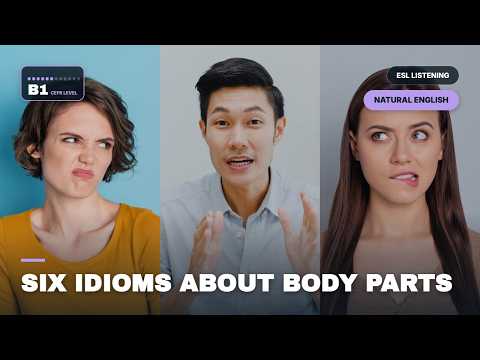 B1 CEFR LEVEL
ESL LISTENING
NATURAL ENGLISH
SIX IDIOMS ABOUT BODY PARTS